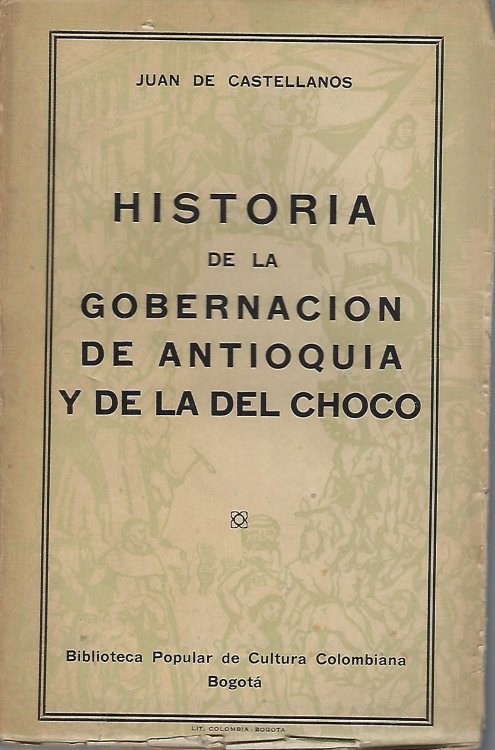 JUAN DE CASTELLANOS
HISTORIA
DE LA
GOBERNACION
DE ANTIOQUIA
Y DE LA DEL CHOCO
Biblioteca Popular de Cultura Colombiana
Bogotá
LIT. COLOMBIA BOGOTA